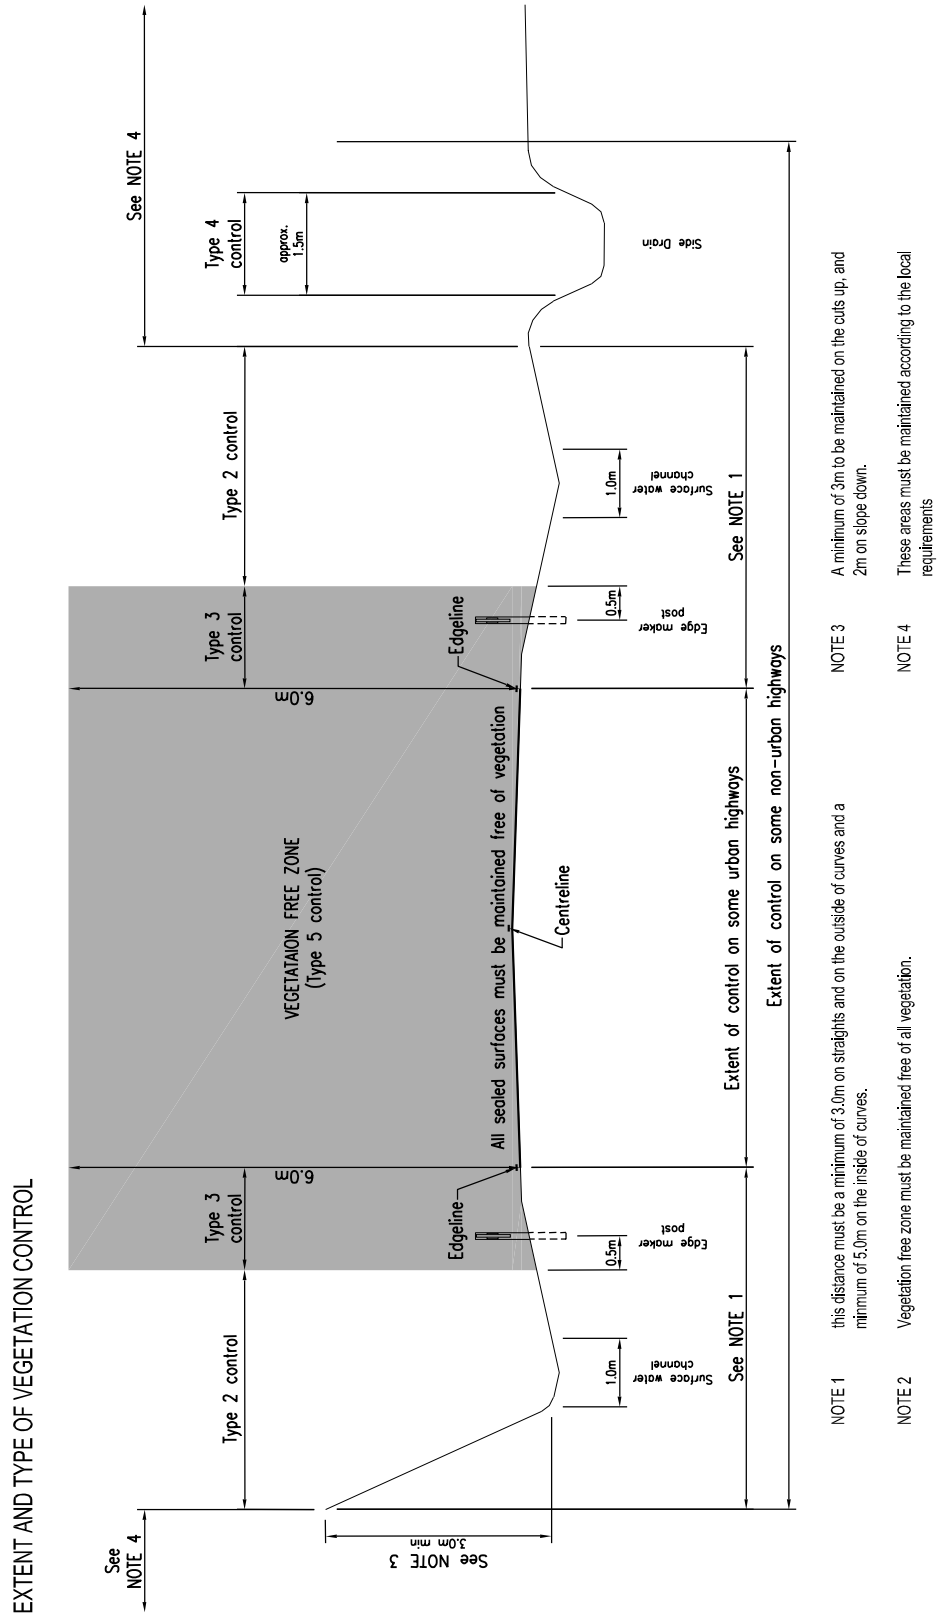 EXTENT AND TYPE OF VEGETATION CONTROL
See
NOTE 4
See NOTE 4
Type 2 control
Type 3
control
Type 3
control
Type 2 control
Type 4
control
approx.
1.5m
6.0m
6.0m
VEGETATAION FREE ZONE
(Type 5 control)
See NOTE 3
3.0m min
Edgeline
All sealed surfaces must be maintained free of vegetation
Edgeline
Centreline
1.0m
Surface water
channel
0.5m
Edge maker
post
0.5m
Edge maker
post
1.0m
Surface water
channel
Side Drain
See NOTE 1
Extent of control on some urban highways
See NOTE 1
Extent of control on some non-urban highways
NOTE 1 this distance must be a minimum of 3.0m on straights and on the outside of curves and a
minmum of 5.0m on the inside of curves.
NOTE 2 Vegetation free zone must be maintained free of all vegetation.
NOTE 3 A minimum of 3m to be maintained on the cuts up, and
2m on slope down.
NOTE 4 These areas must be maintained according to the local
requirements